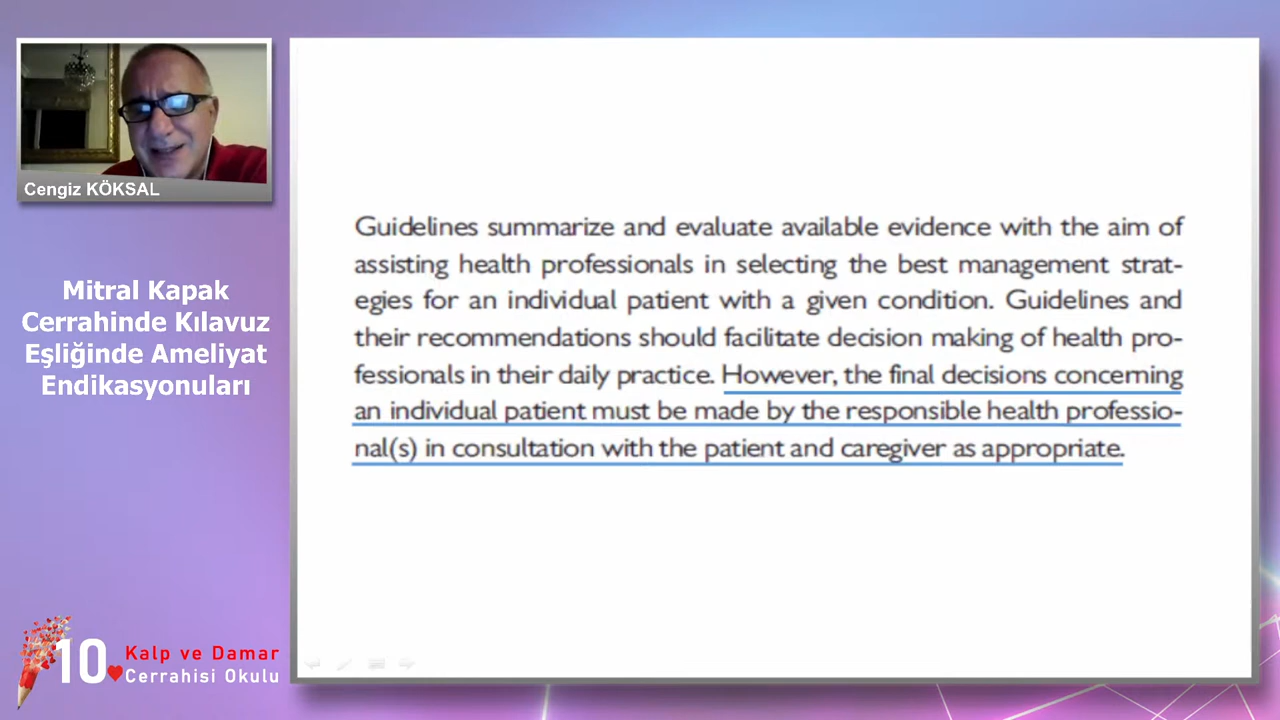 Cengiz KÖKSAL
Mitral Kapak
Cerrahinde Kılavuz
Eşliğinde Ameliyat
Endikasyonuları
10.
Kalp ve Damar
Cerrahisi Okulu
Guidelines summarize and evaluate available evidence with the aim of
assisting health professionals in selecting the best management strat-
egies for an individual patient with a given condition. Guidelines and
their recommendations should facilitate decision making of health pro-
fessionals in their daily practice. However, the final decisions concerning
an individual patient must be made by the responsible health professio-
nal(s) in consultation with the patient and caregiver as appropriate.